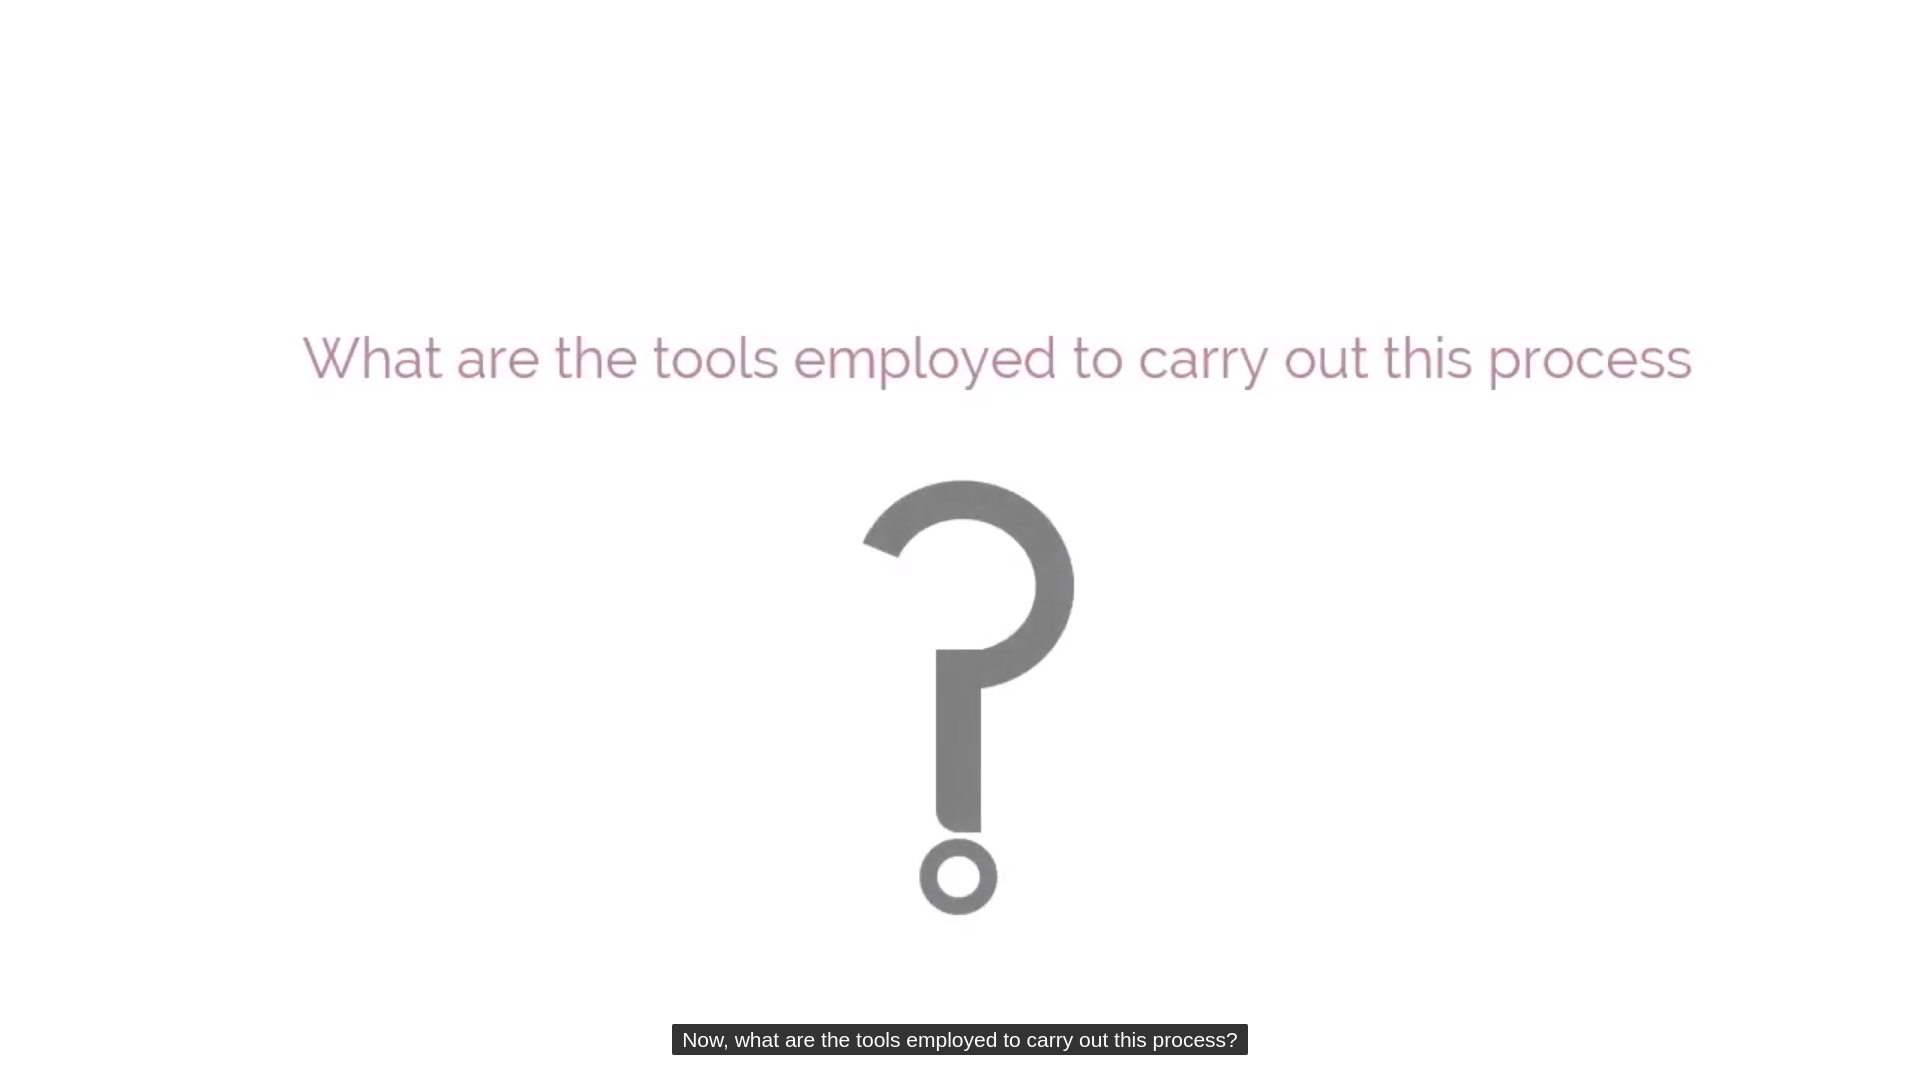 What are the tools employed to carry out this process
?
Now, what are the tools employed to carry out this process?